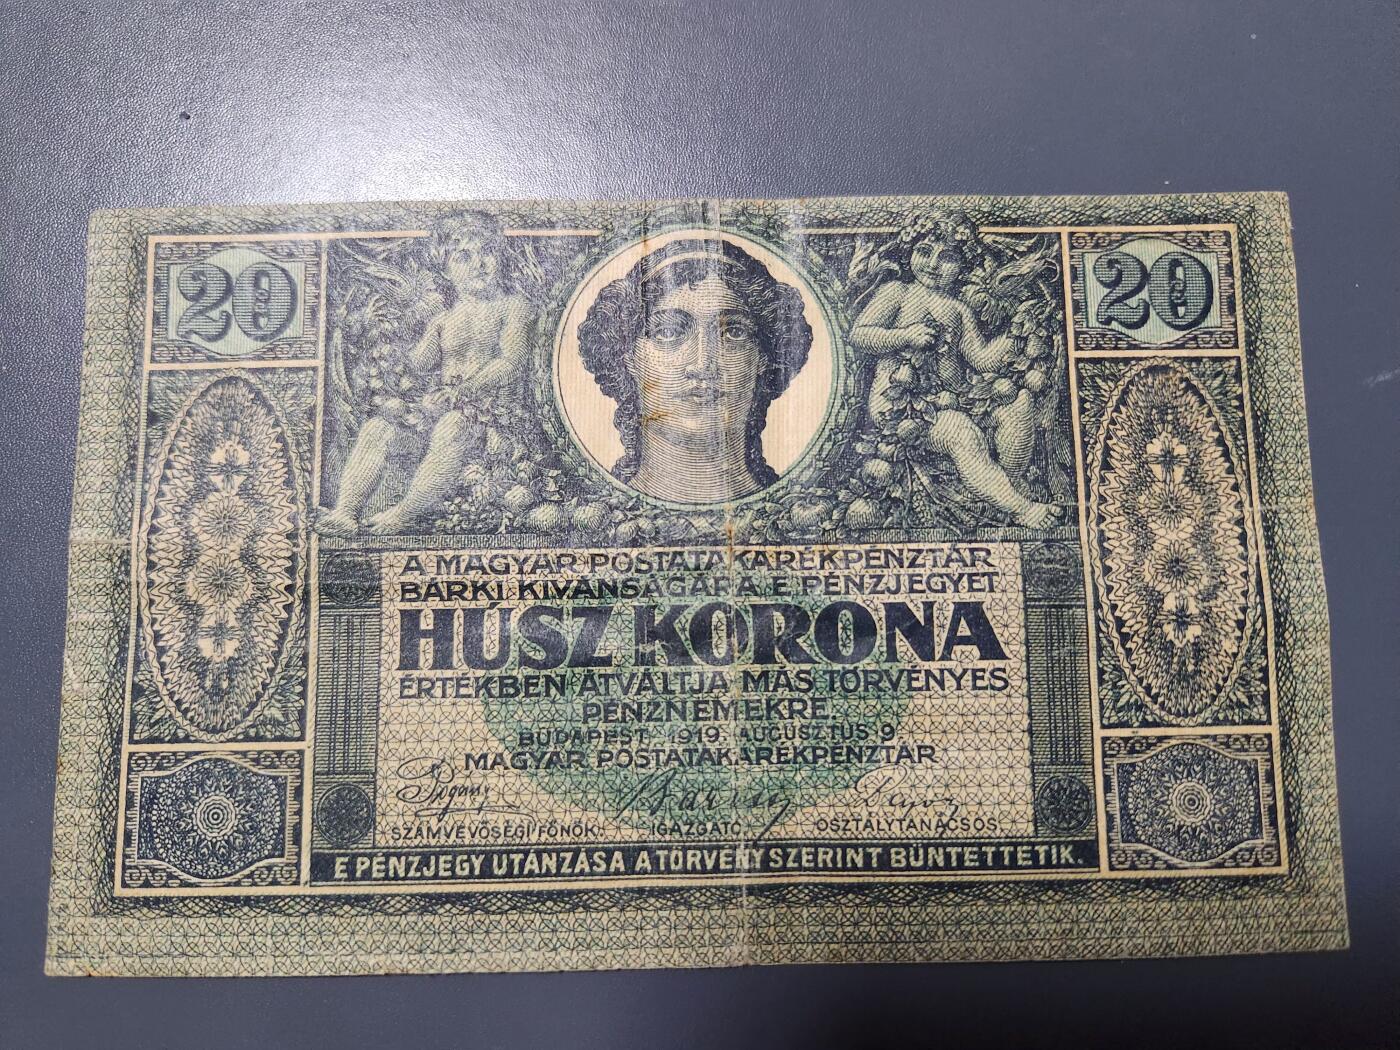 20
20
A MAGYAR POSTATAKARÉKPÉNZTÁR
BÁRKI KIVÁNSÁGÁRA E PÉNZJEGYET
HÚSZ KORONA
ÉRTÉKBEN ÁTVÁLTJA MÁS TÖRVÉNYES
PÉNZNEMEKRE.
BUDAPEST, 1919. AUGUSZTUS 9
MAGYAR POSTATAKARÉKPÉNZTÁR
SZÁMVEVŐSÉGI FŐNÖK. IGAZGATÓ. OSZTÁLYTANÁCSOS.
E PÉNZJEGY UTÁNZÁSA A TÖRVÉNY SZERINT BÜNTETTETIK.